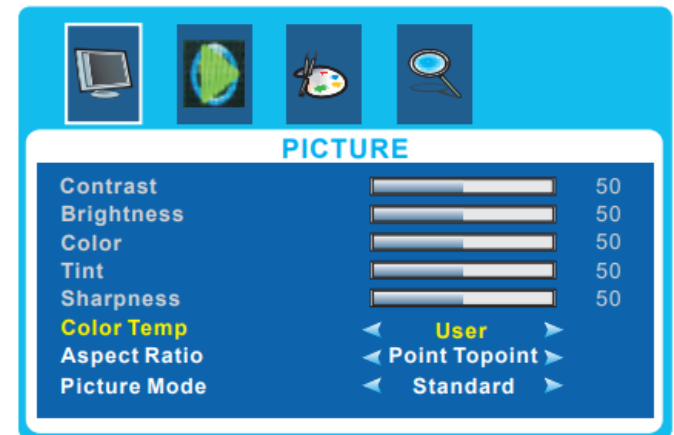 PICTURE
Contrast 50
Brightness 50
Color 50
Tint 50
Sharpness 50
Color Temp User
Aspect Ratio Point Topoint
Picture Mode Standard